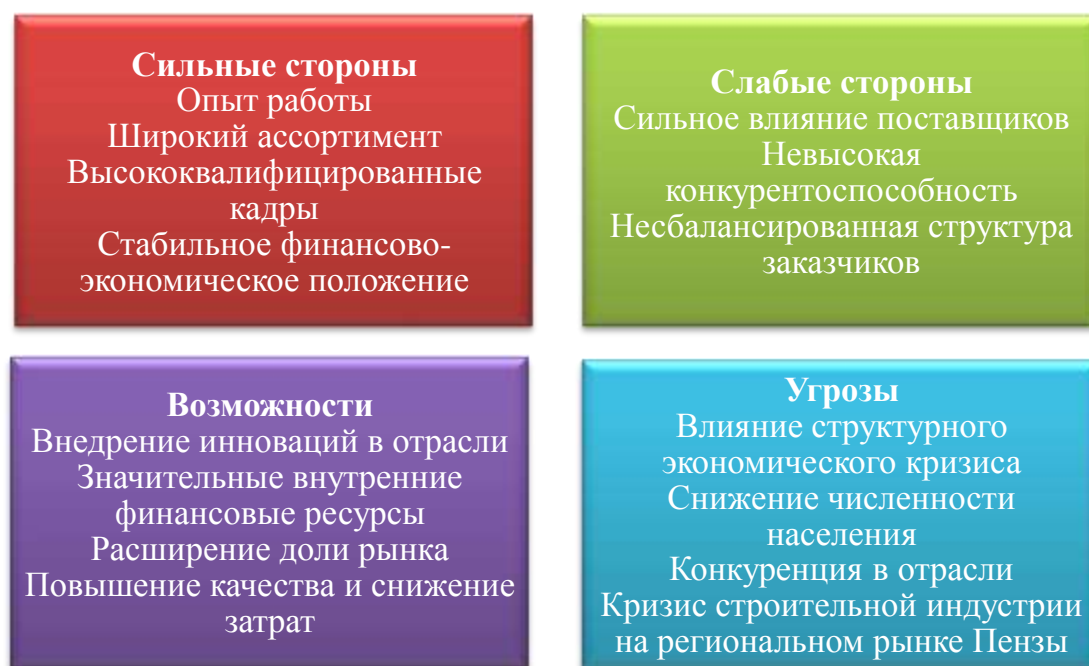 Сильные стороны
Опыт работы
Широкий ассортимент
Высококвалифицированные
кадры
Стабильное финансово-
экономическое положение
Слабые стороны
Сильное влияние поставщиков
Невысокая
конкурентоспособность
Несбалансированная структура
заказчиков
Возможности
Внедрение инноваций в отрасли
Значительные внутренние
финансовые ресурсы
Расширение доли рынка
Повышение качества и снижение
затрат
Угрозы
Влияние структурного
экономического кризиса
Снижение численности
населения
Конкуренция в отрасли
Кризис строительной индустрии
на региональном рынке Пензы